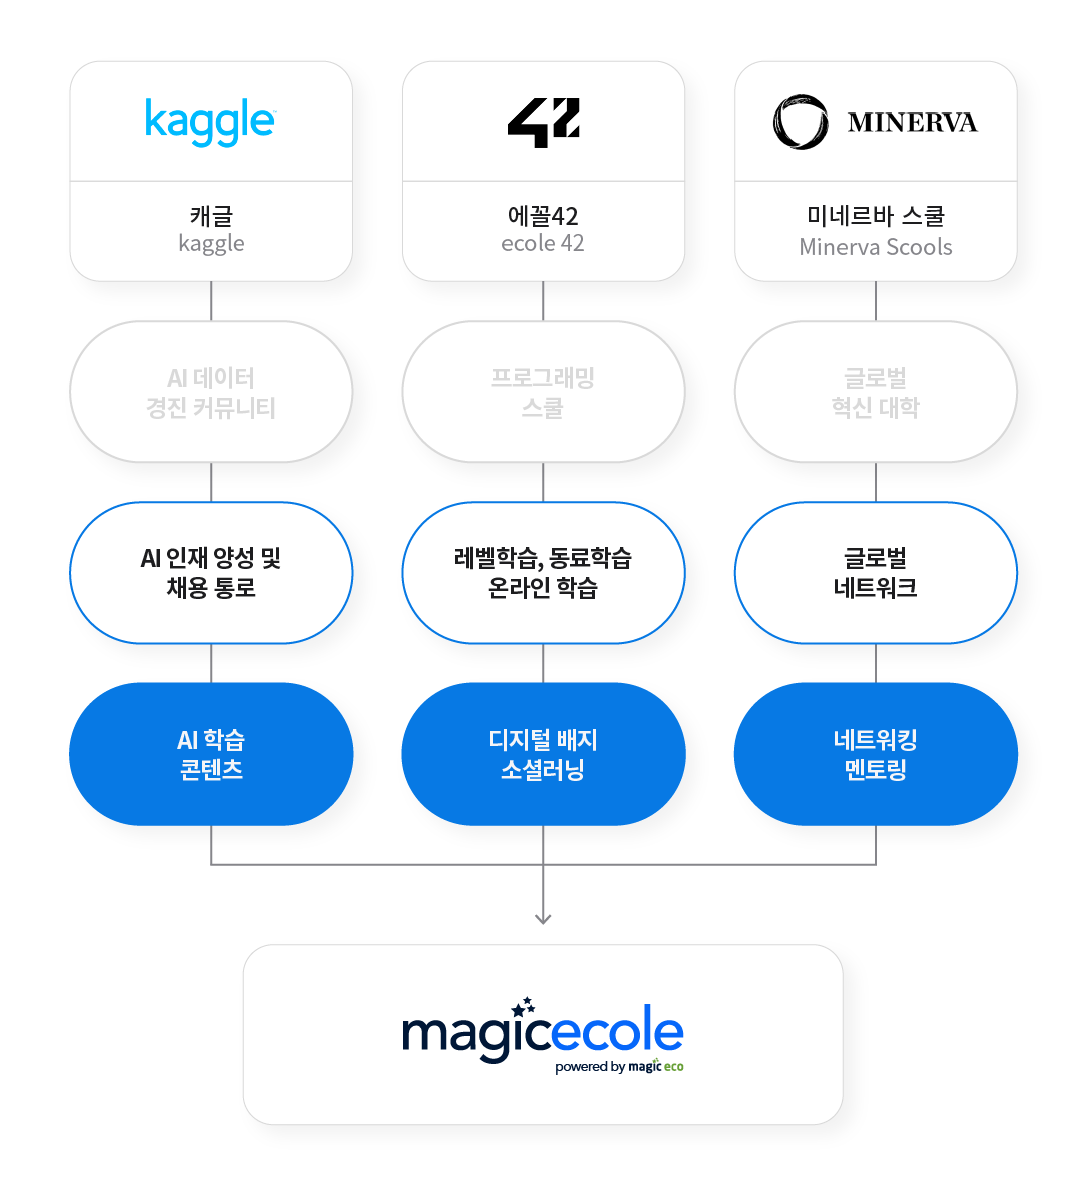 kaggle
캐글
kaggle
42
에꼴42
ecole 42
MINERVA
미네르바 스쿨
Minerva Scools
AI 데이터
경진 커뮤니티
프로그래밍
스쿨
글로벌
혁신 대학
AI 인재 양성 및
채용 통로
레벨학습, 동료학습
온라인 학습
글로벌
네트워크
AI 학습
콘텐츠
디지털 배지
소셜러닝
네트워킹
멘토링
magicecole
powered by magic eco